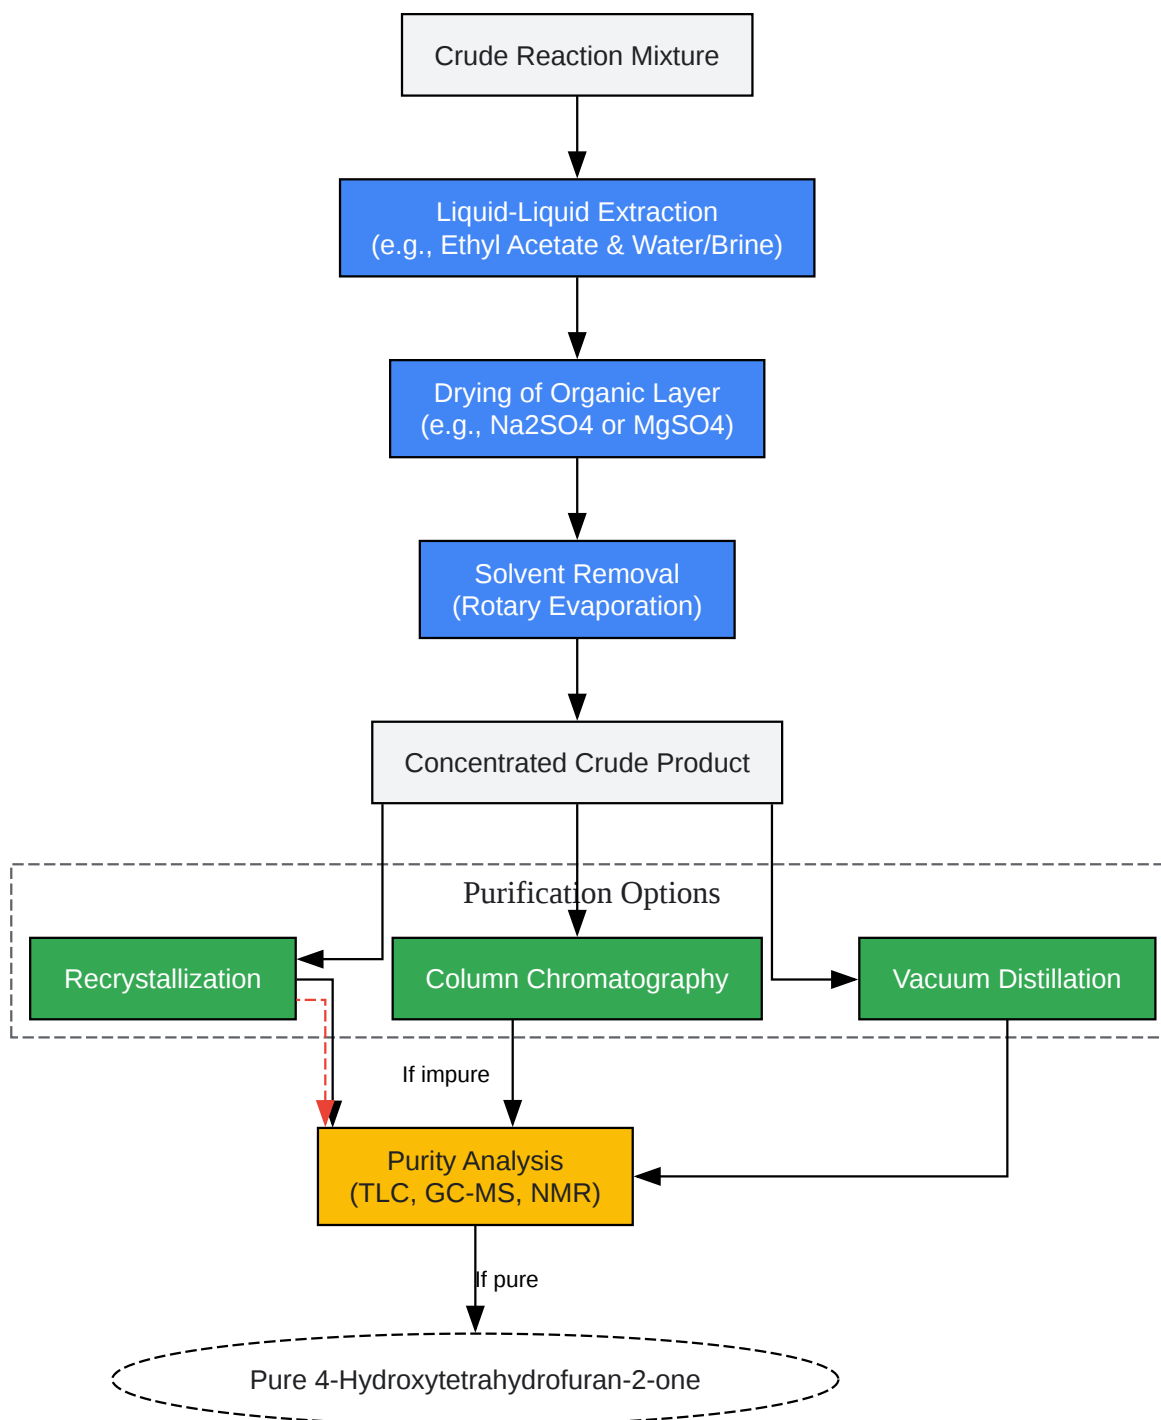 Crude Reaction Mixture
Liquid-Liquid Extraction
(e.g., Ethyl Acetate & Water/Brine)
Drying of Organic Layer
(e.g., Na2SO4 or MgSO4)
Solvent Removal
(Rotary Evaporation)
Concentrated Crude Product
Purification Options
Recrystallization
Column Chromatography
Vacuum Distillation
If impure
Purity Analysis
(TLC, GC-MS, NMR)
If pure
Pure 4-Hydroxytetrahydrofuran-2-one